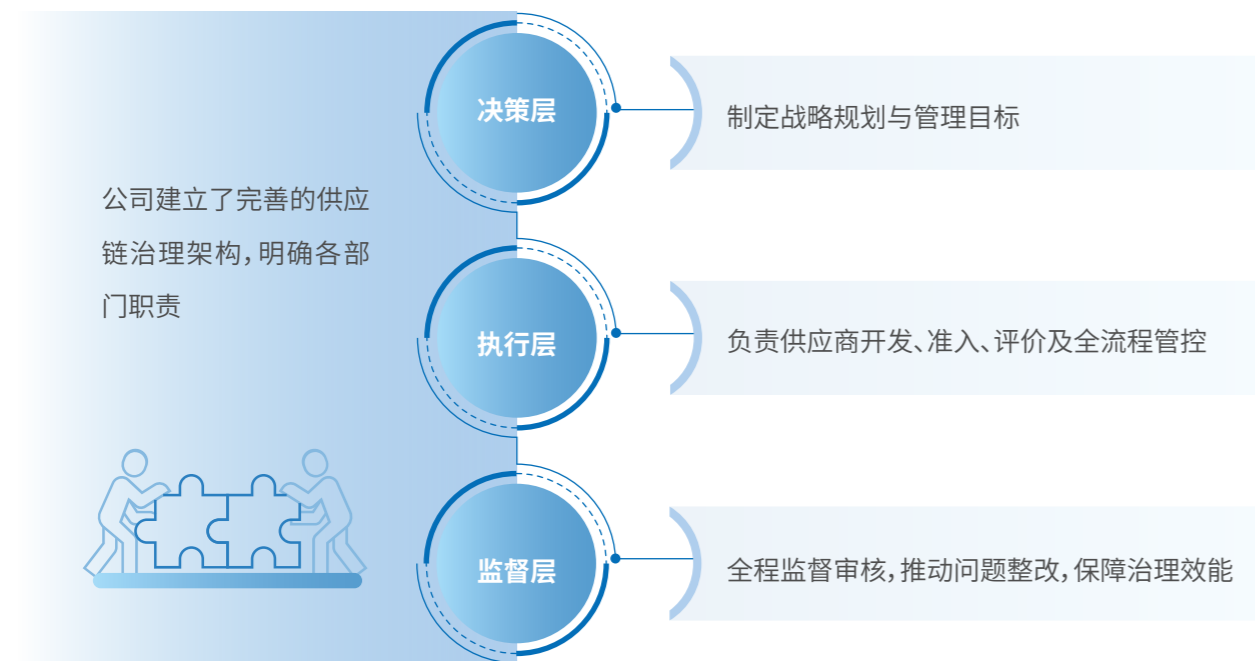 公司建立了完善的供应
链治理架构，明确各部
门职责
决策层
制定战略规划与管理目标
执行层
负责供应商开发、准入、评价及全流程管控
监督层
全程监督审核，推动问题整改，保障治理效能